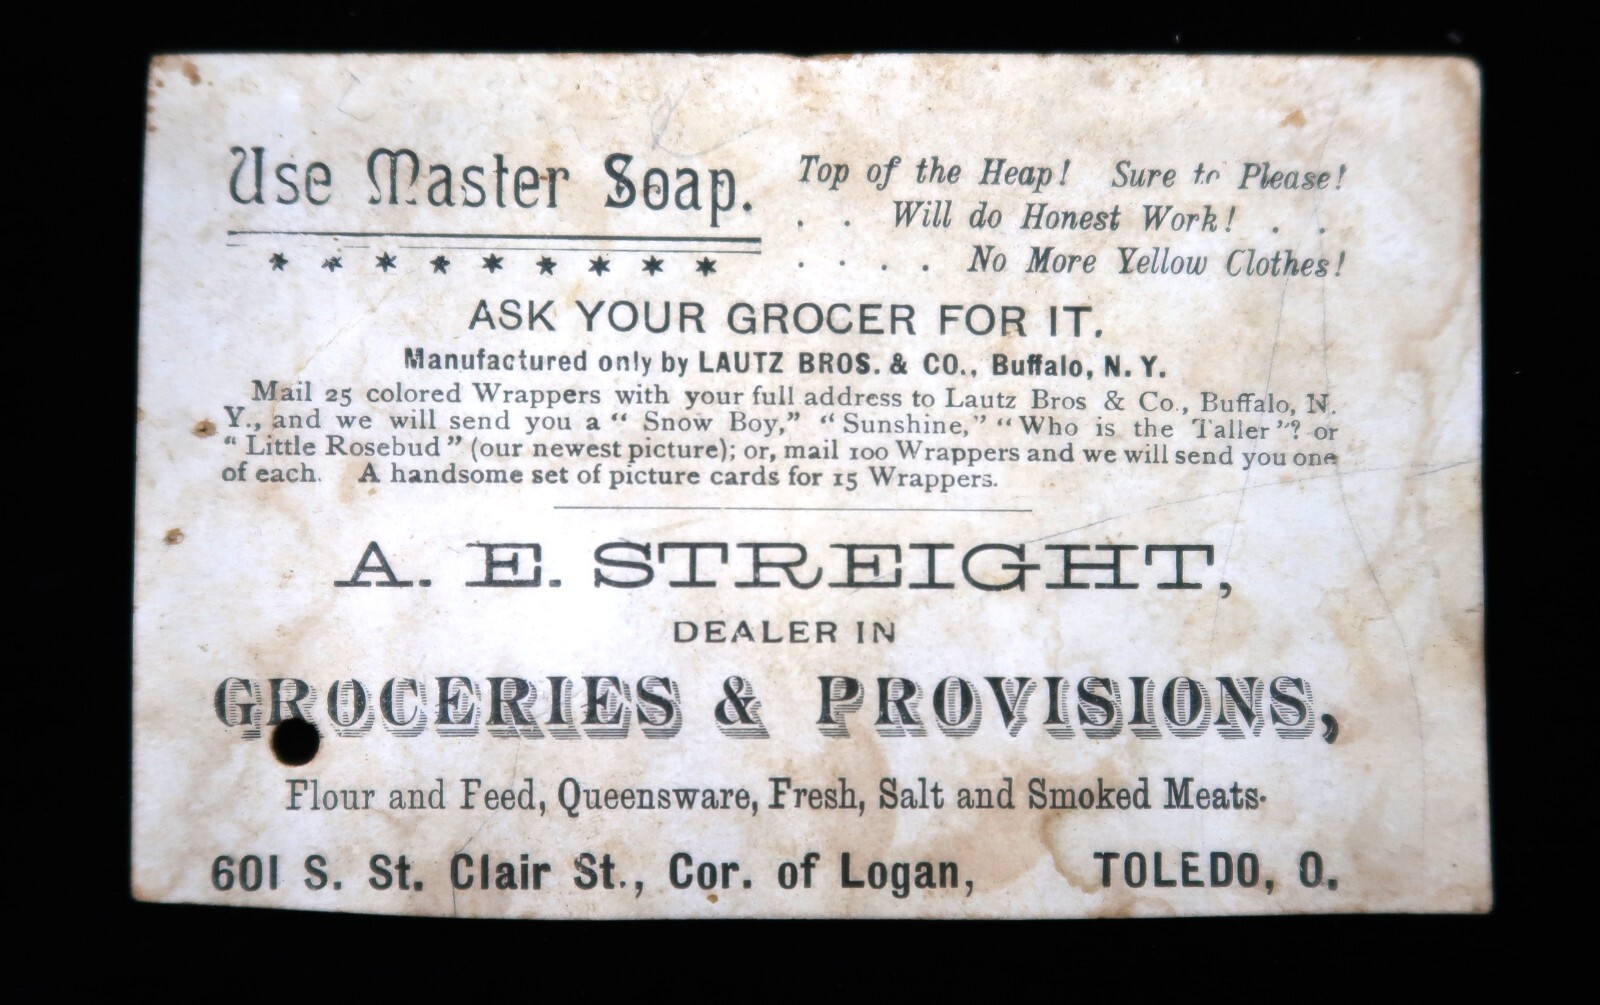 Use Master Soap.
* * * * * * * * *
Top of the Heap! Sure to Please!
. . Will do Honest Work! . .
. . . . No More Yellow Clothes!
ASK YOUR GROCER FOR IT.
Manufactured only by LAUTZ BROS. & CO., Buffalo, N. Y.
Mail 25 colored Wrappers with your full address to Lautz Bros & Co., Buffalo, N.
Y., and we will send you a “ Snow Boy,” “ Sunshine,” “ Who is the Taller ”? or
“ Little Rosebud ” (our newest picture); or, mail 100 Wrappers and we will send you one
of each. A handsome set of picture cards for 15 Wrappers.
A. E. STREIGHT,
DEALER IN
GROCERIES & PROVISIONS,
Flour and Feed, Queensware, Fresh, Salt and Smoked Meats.
601 S. St. Clair St., Cor. of Logan, TOLEDO, O.